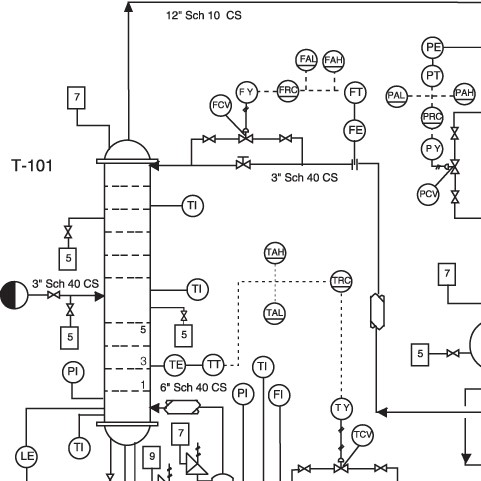 12" Sch 10 CS
PE
FAL
FAH
7
F Y
FRC
FT
PT
PAL
PAH
FCV
PRC
FE
P Y
T-101
3" Sch 40 CS
PCV
TI
5
TAH
7
3" Sch 40 CS
TI
TRC
TAL
5
5
5
5
3
TE
TT
TI
PI
1
6" Sch 40 CS
PI
FI
T Y
7
TCV
TI
LE
9